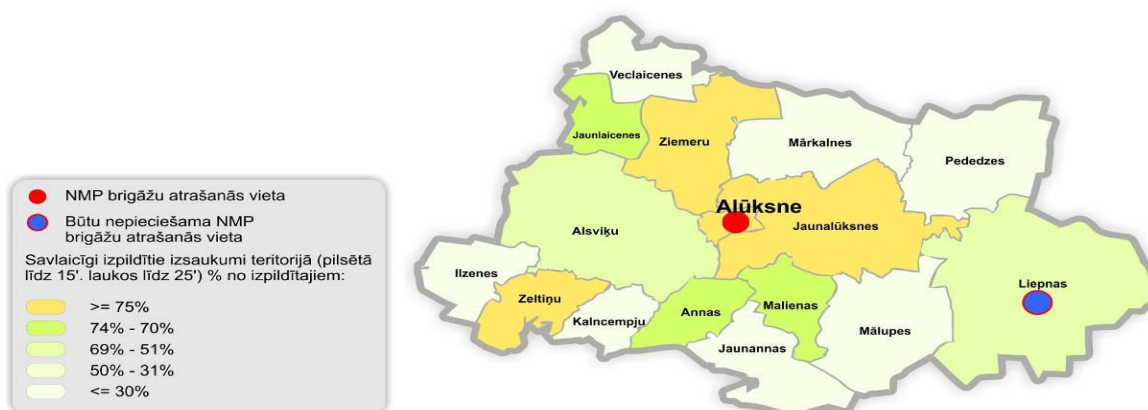 Veclaicenes
Jaunlaicenes
Ziemeru
Mārkalnes
Pededzes
NMP brigāžu atrašanās vieta
Būtu nepieciešama NMP
brigāžu atrašanās vieta
Savlaicīgi izpildītie izsaukumi teritorijā (pilsētā
līdz 15'. laukos līdz 25') % no izpildītajiem:
>= 75%
74% - 70%
69% - 51%
50% - 31%
<= 30%
Alūksne
Alsviķu
Jaunalūksnes
Ilzenes
Zeltiņu
Kalncempju
Annas
Malienas
Liepnas
Mālupes
Jaunannas